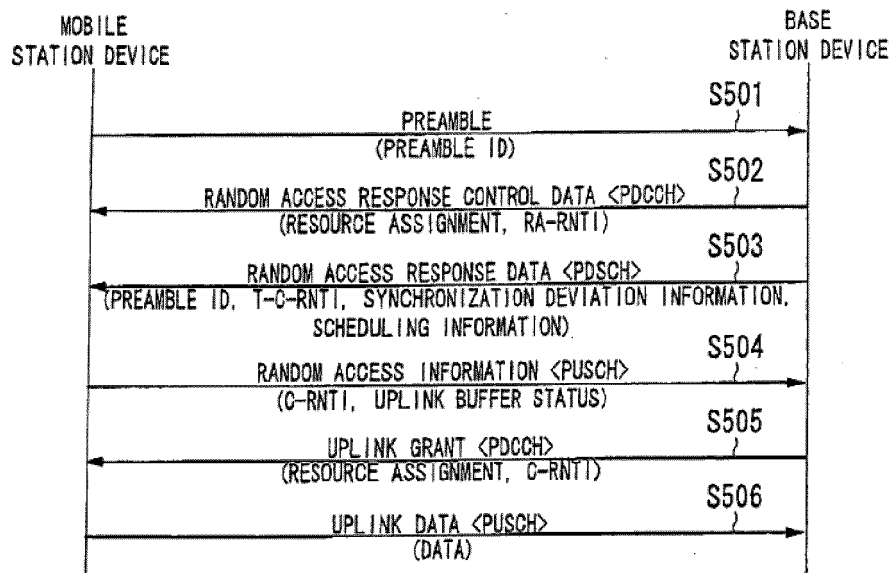 MOBILE
STATION DEVICE
BASE
STATION DEVICE
S501
PREAMBLE
(PREAMBLE ID)
S502
RANDOM ACCESS RESPONSE CONTROL DATA <PDCCH>
(RESOURCE ASSIGNMENT, RA-RNTI)
S503
RANDOM ACCESS RESPONSE DATA <PDSCH>
(PREAMBLE ID, T-C-RNTI, SYNCHRONIZATION DEVIATION INFORMATION,
SCHEDULING INFORMATION)
S504
RANDOM ACCESS INFORMATION <PUSCH>
(C-RNTI, UPLINK BUFFER STATUS)
S505
UPLINK GRANT <PDCCH>
(RESOURCE ASSIGNMENT, C-RNTI)
S506
UPLINK DATA <PUSCH>
(DATA)